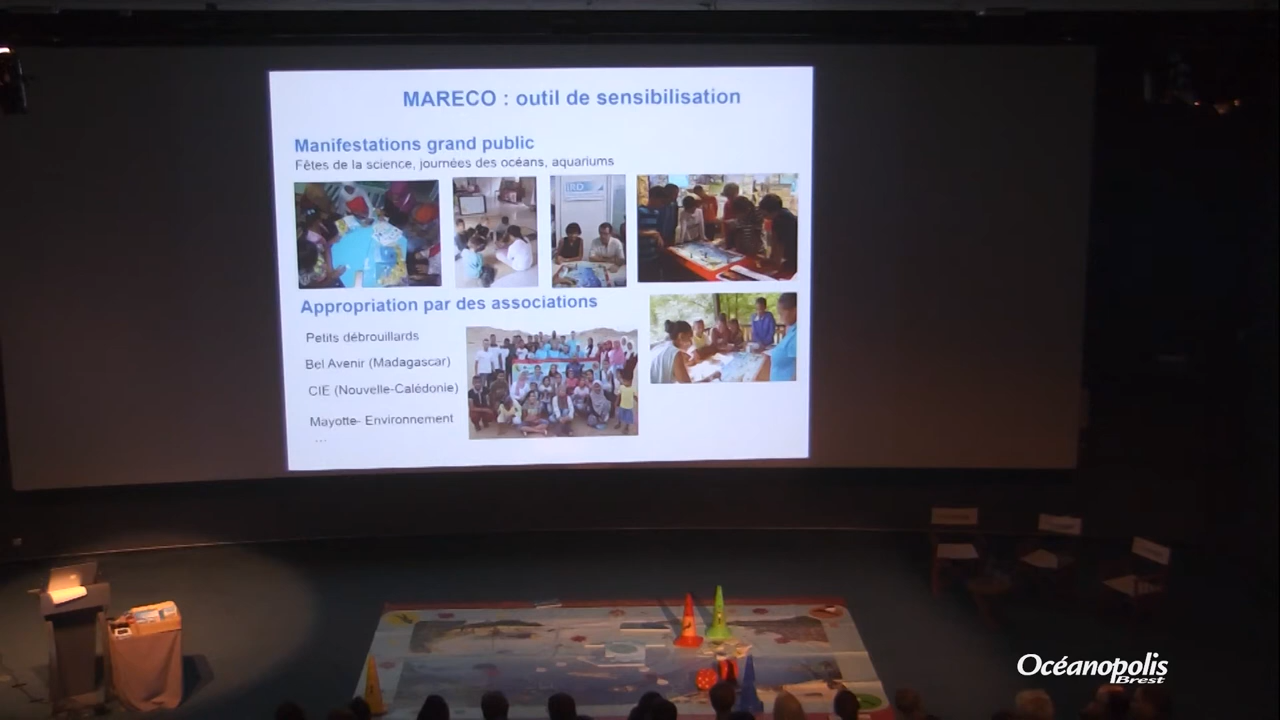 MARECO : outil de sensibilisation
Manifestations grand public
Fêtes de la science, journées des océans, aquariums
IRD
Appropriation par des associations
Petits débrouillards
Bel Avenir (Madagascar)
CIE (Nouvelle-Calédonie)
Mayotte- Environnement
...
Océanopolis
Brest